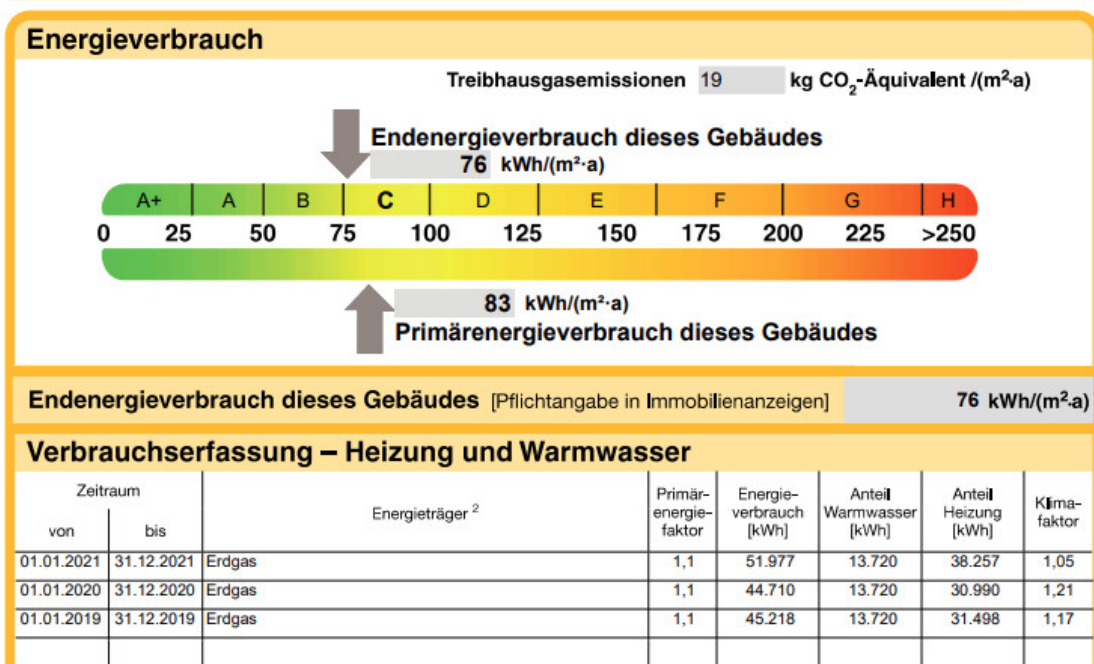 Energieverbrauch
Treibhausgasemissionen 19 kg CO₂-Äquivalent /(m²·a)
Endenergieverbrauch dieses Gebäudes
76 kWh/(m²·a)
A+ A B C D E F G H
0 25 50 75 100 125 150 175 200 225 >250
83 kWh/(m²·a)
Primärenergieverbrauch dieses Gebäudes
Endenergieverbrauch dieses Gebäudes [Pflichtangabe in Immobilienanzeigen] 76 kWh/(m²·a)
Verbrauchserfassung – Heizung und Warmwasser
Zeitraum
von bis
Energieträger ²
Primär-
energie-
faktor
Energie-
verbrauch
[kWh]
Anteil
Warmwasser
[kWh]
Anteil
Heizung
[kWh]
Klima-
faktor
01.01.2021 31.12.2021 Erdgas 1,1 51.977 13.720 38.257 1,05
01.01.2020 31.12.2020 Erdgas 1,1 44.710 13.720 30.990 1,21
01.01.2019 31.12.2019 Erdgas 1,1 45.218 13.720 31.498 1,17